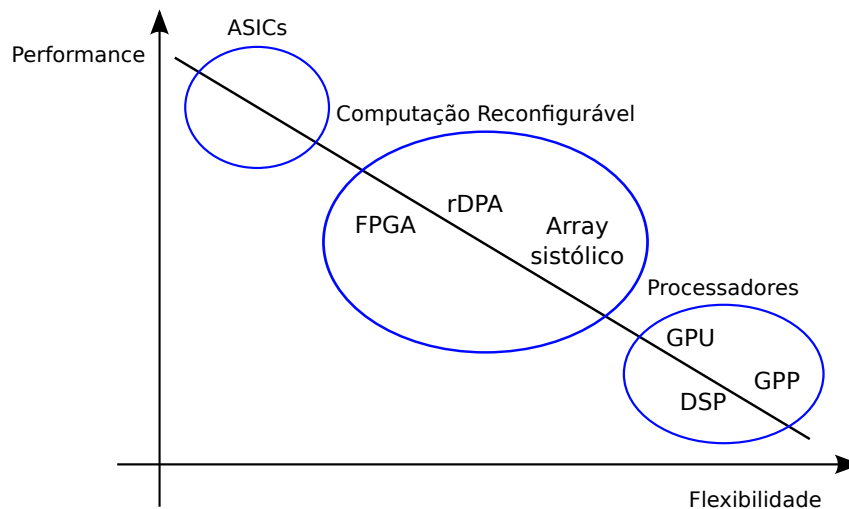 ASICs
Performance
Computação Reconfigurável
rDPA
FPGA
Array
sistólico
Processadores
GPU
GPP
DSP
Flexibilidade